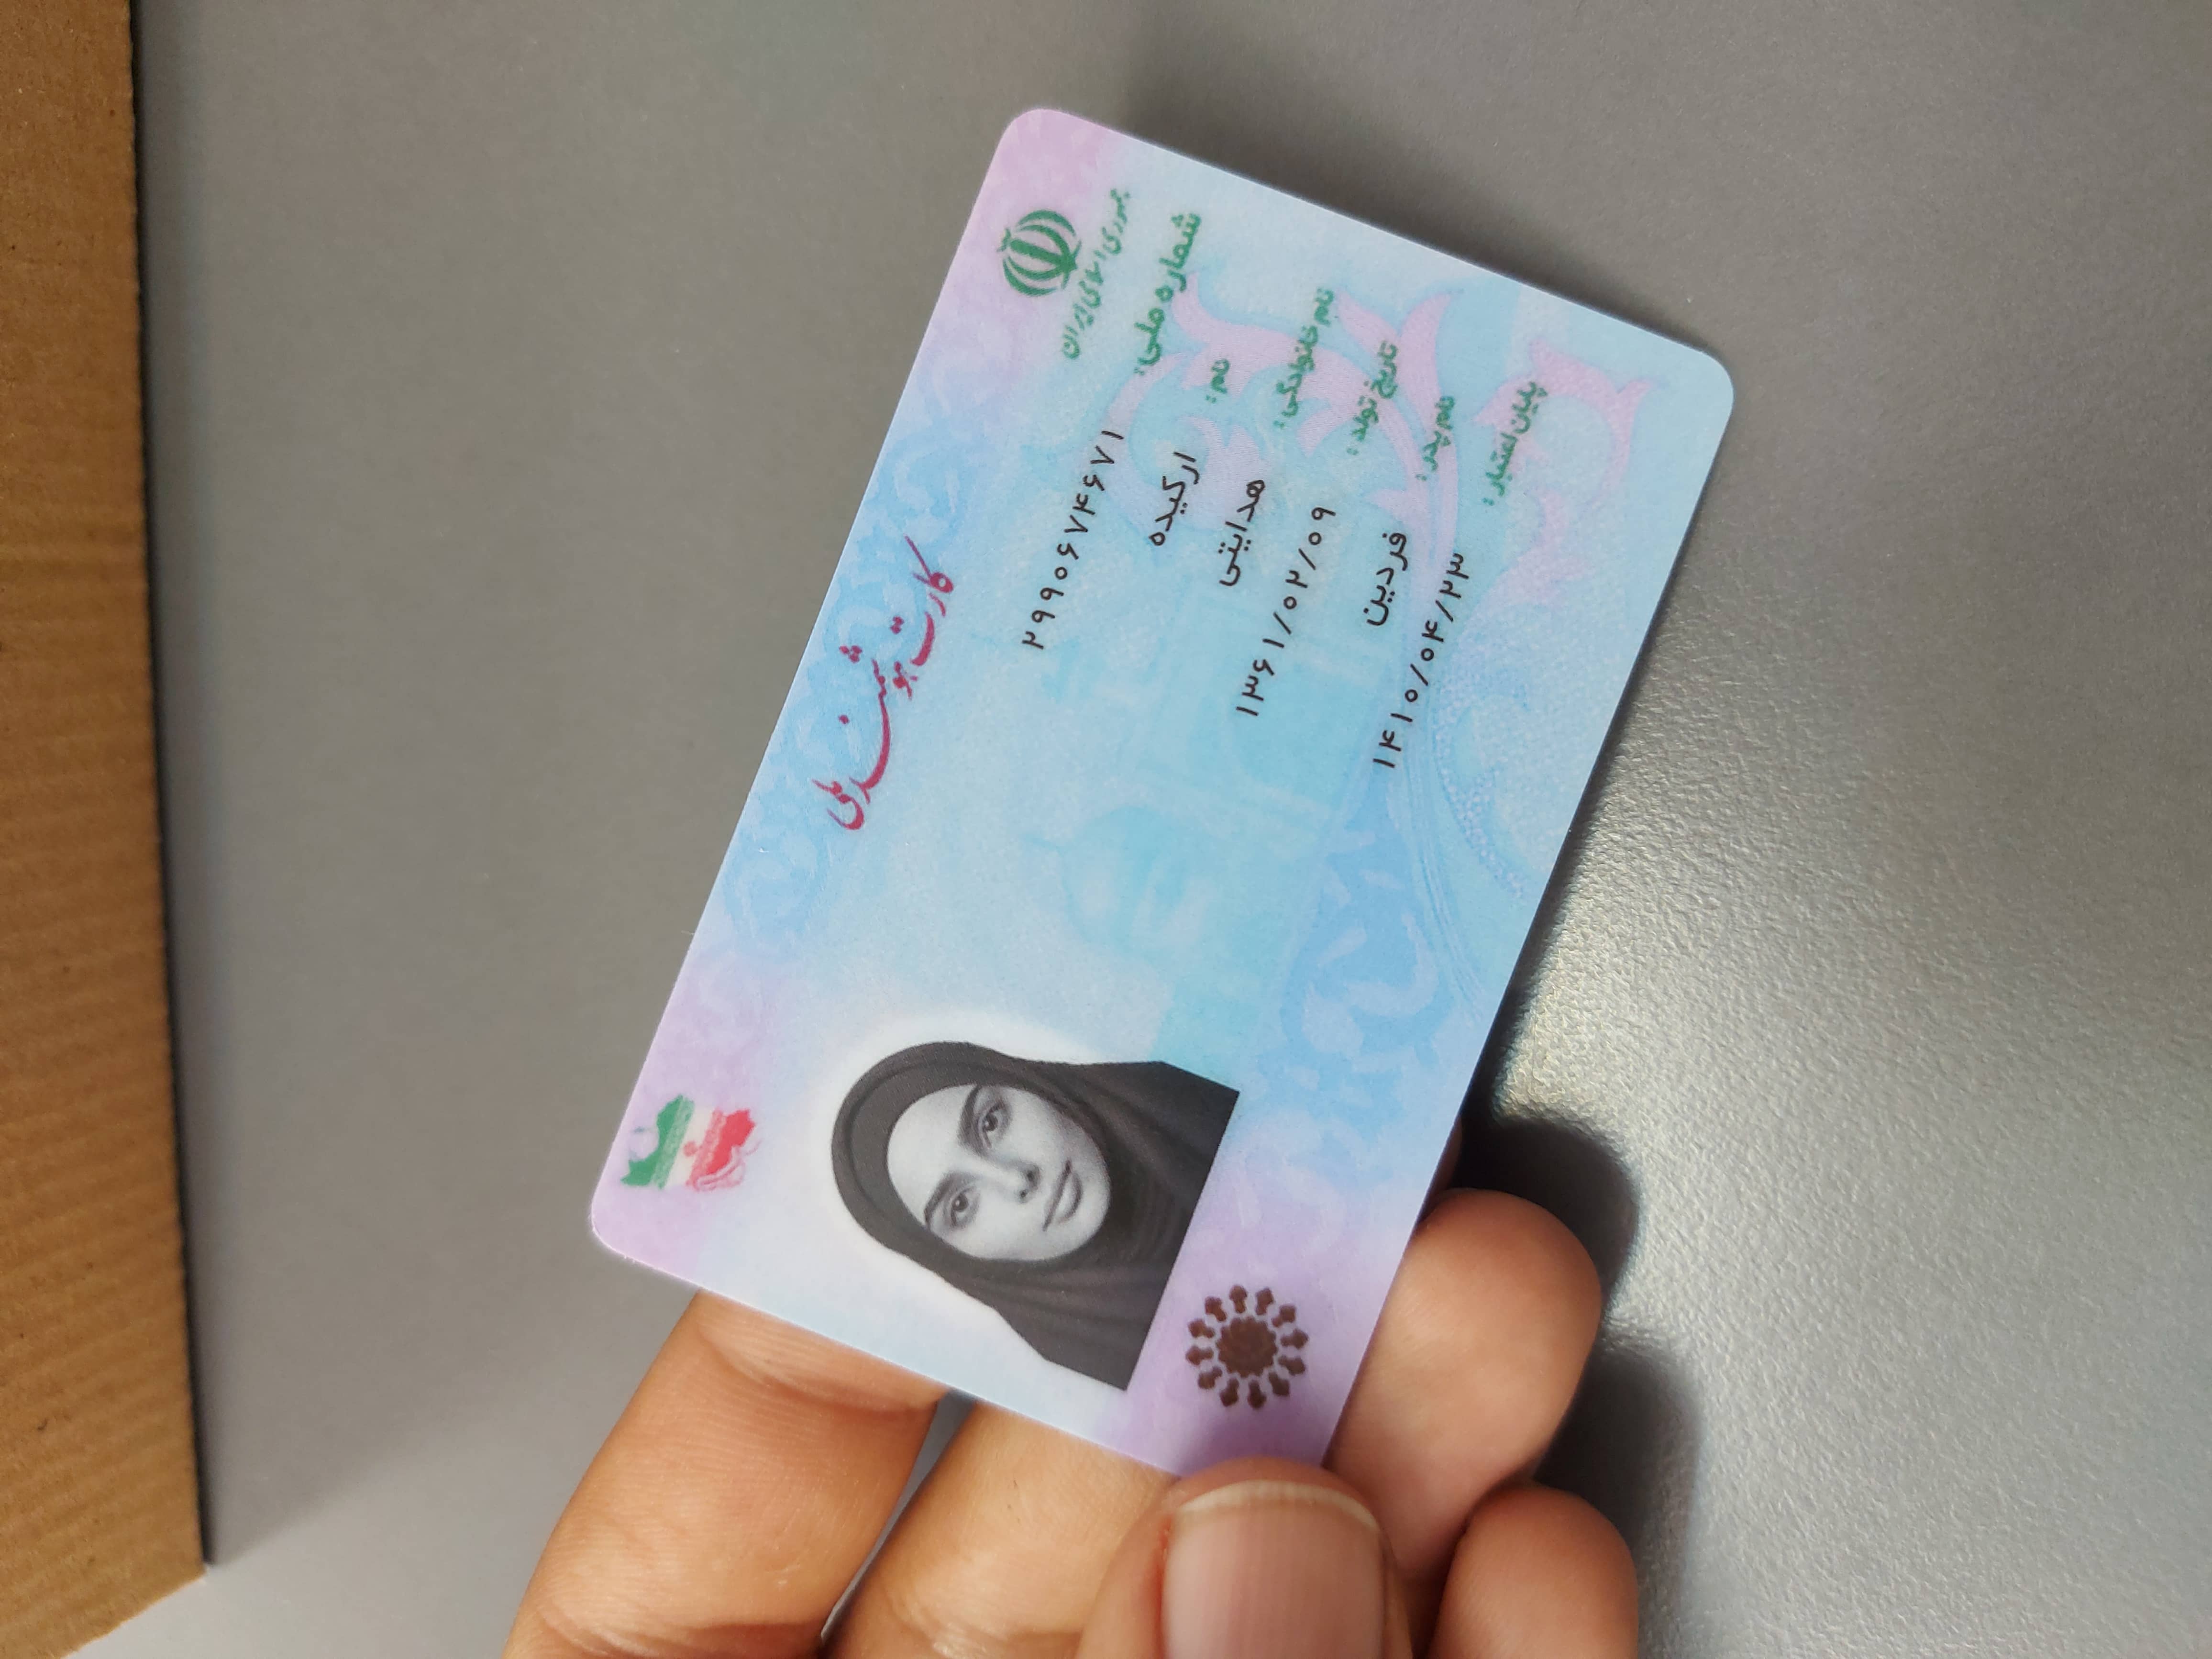 جمهوری اسلامی ایران
کارت هوشمند ملی
شماره ملی: ۲۹۹۰۶۷۴۶۷۱
نام: ارکیده
نام خانوادگی: هدایتی
تاریخ تولد: ۱۳۶۱/۰۲/۰۹
نام پدر: فردین
پایان اعتبار: ۱۴۱۰/۰۴/۲۳